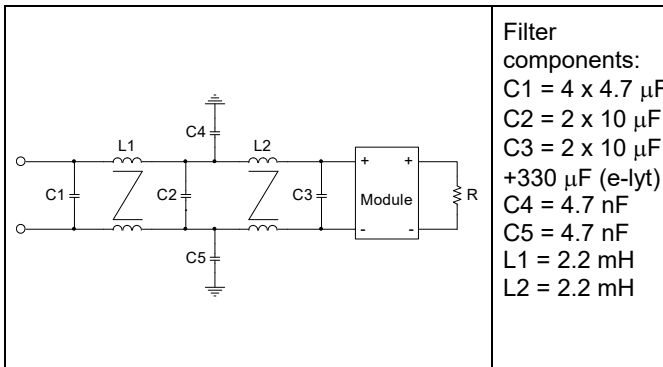 L1
L2
C4
C1
C2
C3
C5
+ +
Module
- -
R
Filter
components:
C1 = 4 x 4.7 μF
C2 = 2 x 10 μF
C3 = 2 x 10 μF
+330 μF (e-lyt)
C4 = 4.7 nF
C5 = 4.7 nF
L1 = 2.2 mH
L2 = 2.2 mH